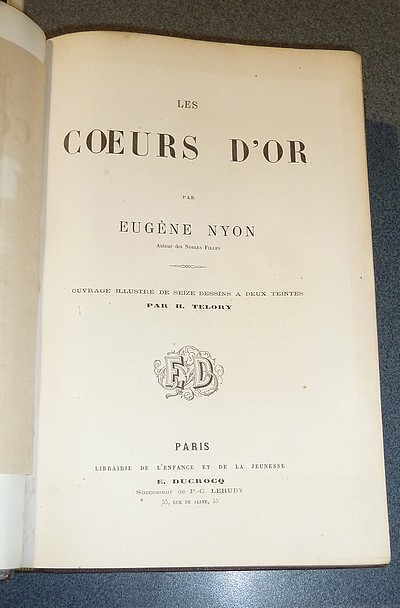 LES
CŒURS D'OR
PAR
EUGÈNE NYON
Auteur des Nobles Filles
OUVRAGE ILLUSTRÉ DE SEIZE DESSINS A DEUX TEINTES
PAR H. TELORY
ED
PARIS
LIBRAIRIE DE L'ENFANCE ET DE LA JEUNESSE
E. DUCROCQ
Successeur de P.-C. LEHUBY
55, RUE DE SEINE, 55